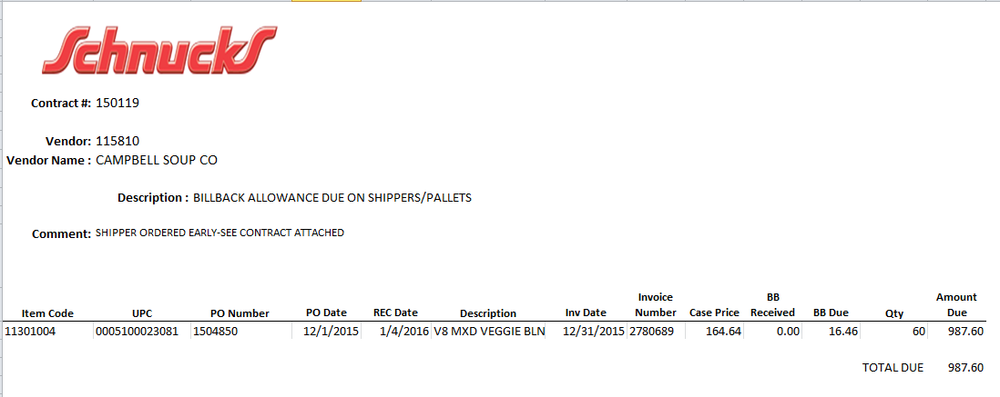 Schnucks
Contract #: 150119
Vendor: 115810
Vendor Name : CAMPBELL SOUP CO
Description : BILLBACK ALLOWANCE DUE ON SHIPPERS/PALLETS
Comment: SHIPPER ORDERED EARLY-SEE CONTRACT ATTACHED
Invoice BB Amount
Item Code UPC PO Number PO Date REC Date Description Inv Date Number Case Price Received BB Due Qty Due
11301004 0005100023081 1504850 12/1/2015 1/4/2016 V8 MXD VEGGIE BLN 12/31/2015 2780689 164.64 0.00 16.46 60 987.60
TOTAL DUE 987.60